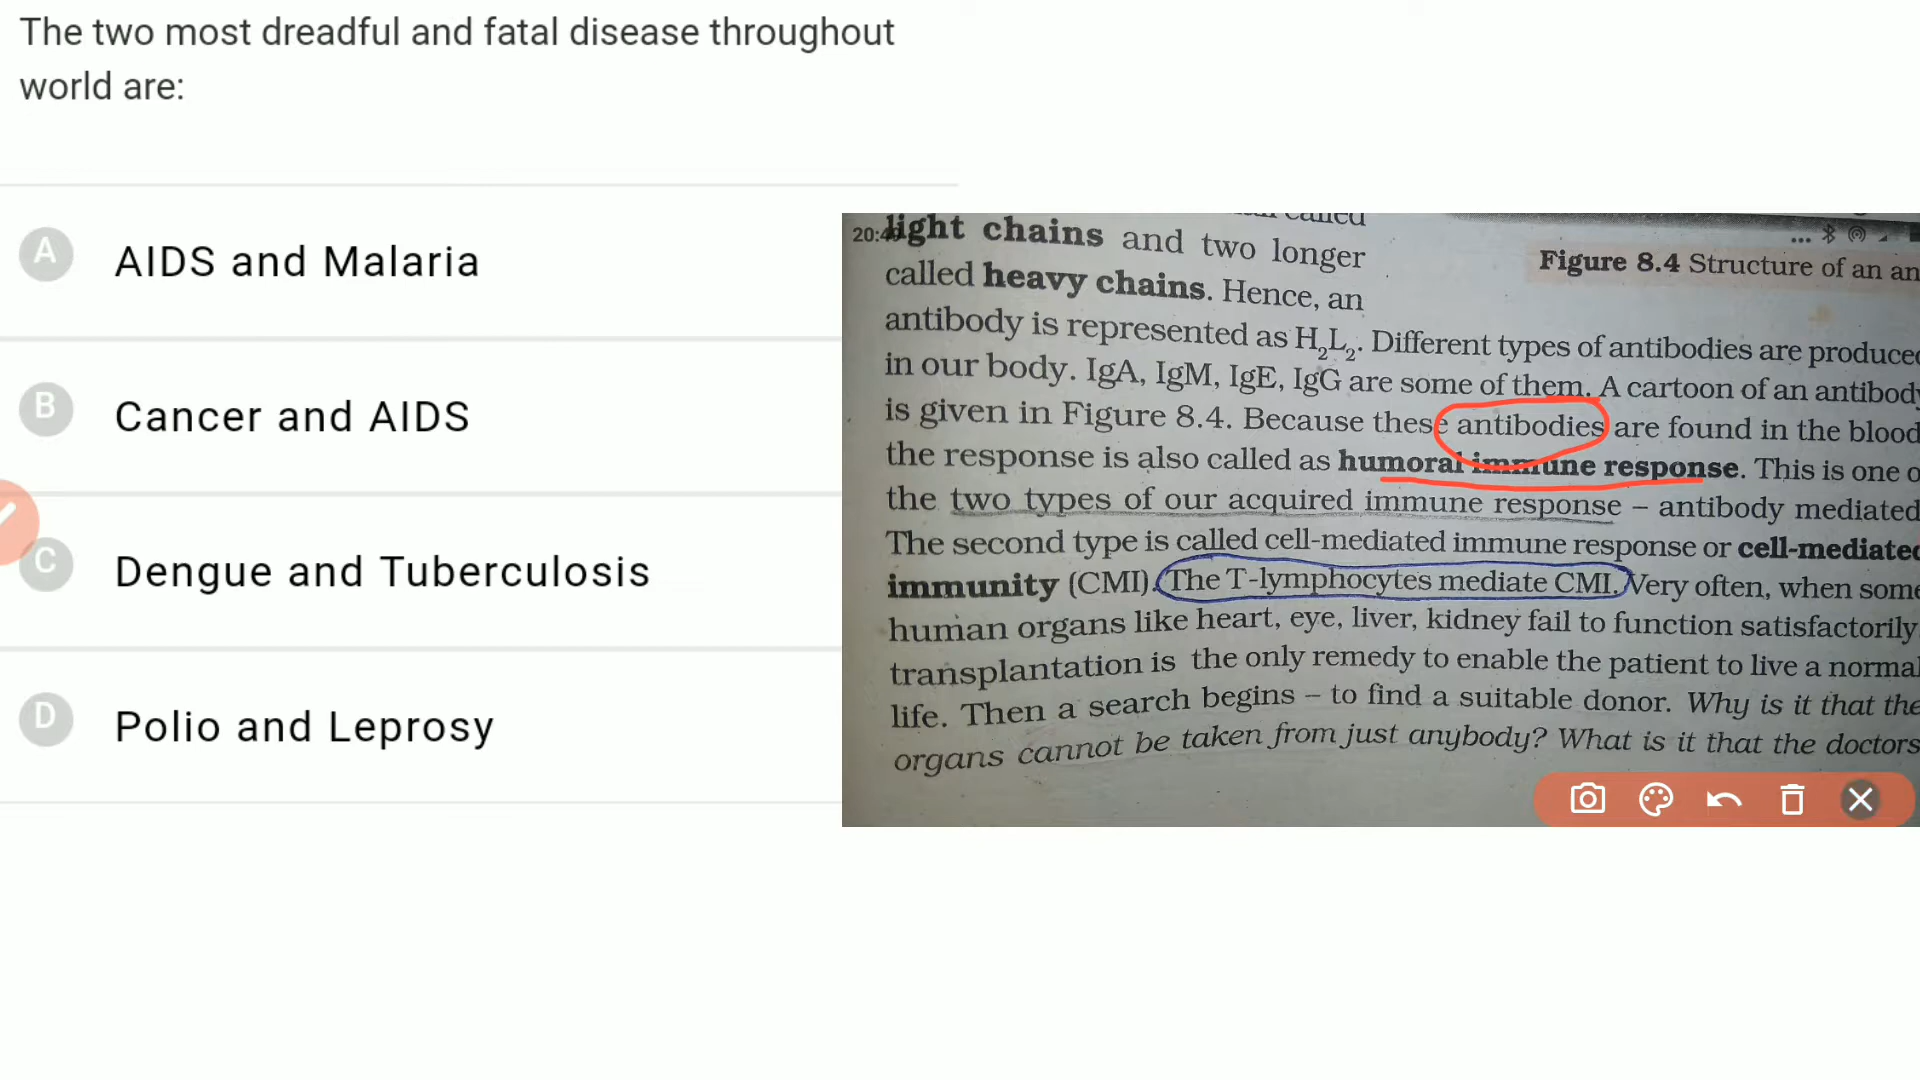 The two most dreadful and fatal disease throughout
world are:
A AIDS and Malaria
B Cancer and AIDS
C Dengue and Tuberculosis
D Polio and Leprosy
called
light chains and two longer
called heavy chains. Hence, an
Figure 8.4 Structure of an an
antibody is represented as H₂L₂. Different types of antibodies are produced
in our body. IgA, IgM, IgE, IgG are some of them. A cartoon of an antibody
is given in Figure 8.4. Because these antibodies are found in the blood
the response is also called as humoral immune response. This is one o
the two types of our acquired immune response – antibody mediated
The second type is called cell-mediated immune response or cell-mediated
immunity (CMI). The T-lymphocytes mediate CMI. Very often, when some
human organs like heart, eye, liver, kidney fail to function satisfactorily
transplantation is the only remedy to enable the patient to live a normal
life. Then a search begins – to find a suitable donor. Why is it that the
organs cannot be taken from just anybody? What is it that the doctors